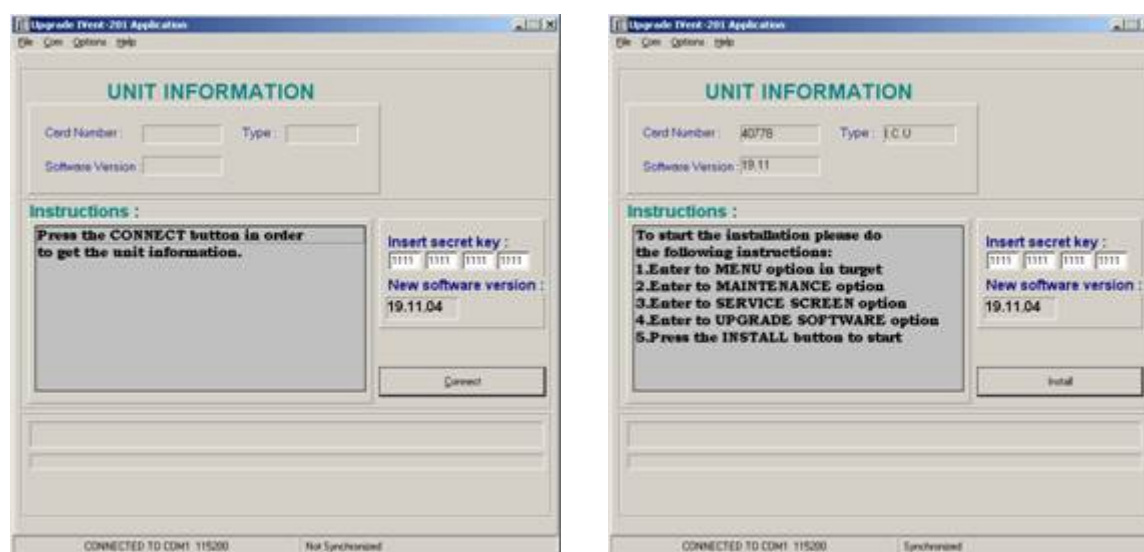 Upgrade IVent-201 Application
File Com Options Help
UNIT INFORMATION
Card Number :
Type :
Software Version :
Instructions :
Press the CONNECT button in order
to get the unit information.
Insert secret key :
1111 1111 1111 1111
New software version :
19.11.04
Connect
CONNECTED TO COM1 115200
Not Synchronized
Upgrade IVent-201 Application
File Com Options Help
UNIT INFORMATION
Card Number : 40778
Type : I.C.U
Software Version : 19.11
Instructions :
To start the installation please do
the following instructions:
1.Enter to MENU option in target
2.Enter to MAINTENANCE option
3.Enter to SERVICE SCREEN option
4.Enter to UPGRADE SOFTWARE option
5.Press the INSTALL button to start
Insert secret key :
1111 1111 1111 1111
New software version :
19.11.04
Install
CONNECTED TO COM1 115200
Synchronized